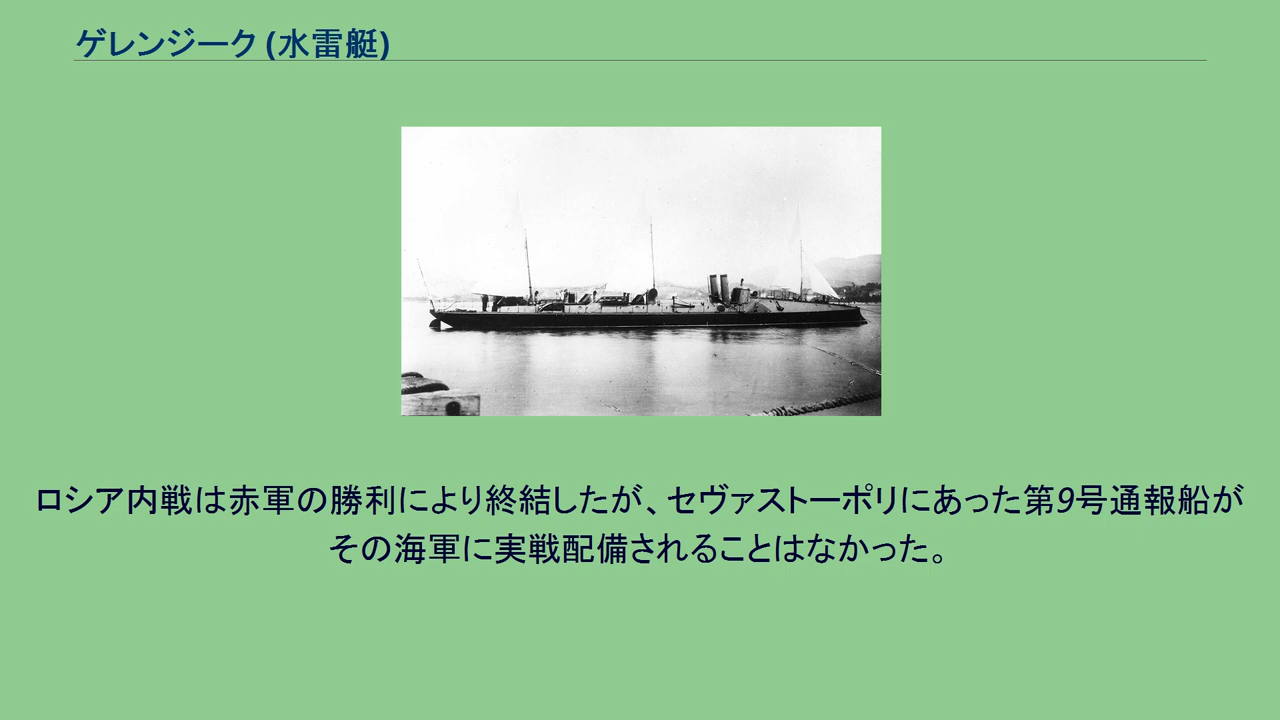 ゲレンジーク (水雷艇)
ロシア内戦は赤軍の勝利により終結したが、セヴァストーポリにあった第9号通報船が
その海軍に実戦配備されることはなかった。